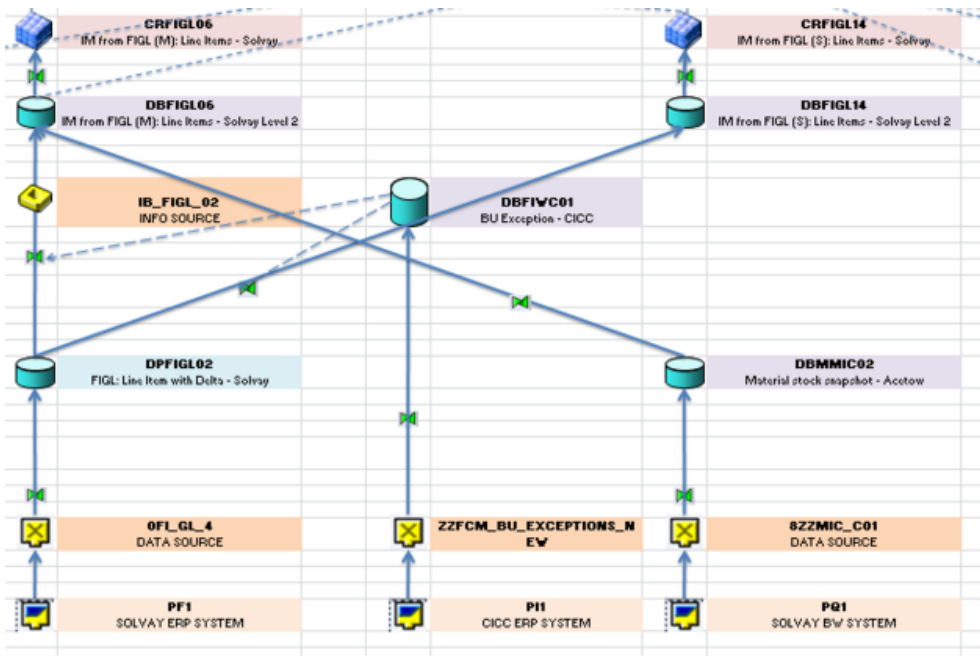 CRFIGL06
IM from FIGL (M): Line Items - Solvay
CRFIGL14
IM from FIGL (S): Line Items - Solvay
DBFIGL06
IM from FIGL (M): Line Items - Solvay Level 2
DBFIGL14
IM from FIGL (S): Line Items - Solvay Level 2
IB_FIGL_02
INFO SOURCE
DBFIWC01
BU Exception - CICC
DPFIGL02
FIGL: Line Item with Delta - Solvay
DBMMIC02
Material stock snapshot - Acetow
0FI_GL_4
DATA SOURCE
ZZFCM_BU_EXCEPTIONS_N
EW
8ZZMIC_C01
DATA SOURCE
PF1
SOLVAY ERP SYSTEM
PI1
CICC ERP SYSTEM
PQ1
SOLVAY BW SYSTEM